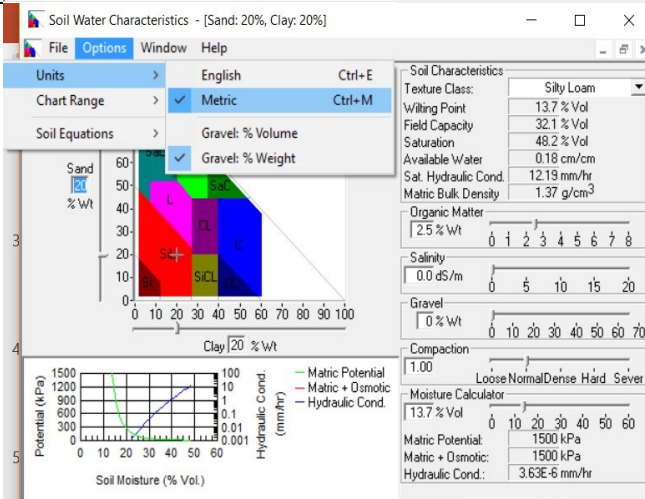 Soil Water Characteristics - [Sand: 20%, Clay: 20%]
File Options Window Help
Units >
Chart Range >
Soil Equations >
English Ctrl+E
Metric Ctrl+M
Gravel: % Volume
Gravel: % Weight
Sand
20
% Wt
60
50
40
30
20
10
0
SaC
L
CL
C
SiCL
0 10 20 30 40 50 60 70 80 90 100
Clay 20 % Wt
Soil Characteristics
Texture Class: Silty Loam
Wilting Point 13.7 % Vol
Field Capacity 32.1 % Vol
Saturation 48.2 % Vol
Available Water 0.18 cm/cm
Sat. Hydraulic Cond. 12.19 mm/hr
Matric Bulk Density 1.37 g/cm3
Organic Matter
2.5 % Wt
0 1 2 3 4 5 6 7 8
Salinity
0.0 dS/m
0 5 10 15 20
Gravel
0 % Wt
0 10 20 30 40 50 60 70
Compaction
1.00
Loose Normal Dense Hard Sever
Moisture Calculator
13.7 % Vol
0 10 20 30 40 50 60
Matric Potential: 1500 kPa
Matric + Osmotic: 1500 kPa
Hydraulic Cond.: 3.63E-6 mm/hr
Potential (kPa)
1500
1200
900
600
300
0
0 10 20 30 40 50 60
Soil Moisture (% Vol.)
100
10
1
0.1
0.01
0.001
Hydraulic Cond.
(mm/hr)
Matric Potential
Matric + Osmotic
Hydraulic Cond.
3
4
5